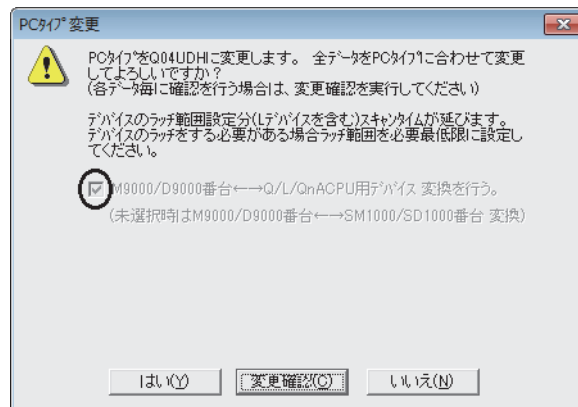 PCﾀｲﾌﾟ変更
PCﾀｲﾌﾟをQ04UDHに変更します。 全ﾃﾞｰﾀをPCﾀｲﾌﾟに合わせて変更
してよろしいですか？
(各ﾃﾞｰﾀ毎に確認を行う場合は、変更確認を実行してください)
ﾃﾞﾊﾞｲｽのﾗｯﾁ範囲設定分(Lﾃﾞﾊﾞｲｽを含む)ｽｷｬﾝﾀｲﾑが延びます。
ﾃﾞﾊﾞｲｽのﾗｯﾁをする必要がある場合ﾗｯﾁ範囲を必要最低限に設定し
てください。
M9000/D9000番台←→Q/L/QnACPU用ﾃﾞﾊﾞｲｽ 変換を行う。
(未選択時はM9000/D9000番台←→SM1000/SD1000番台 変換)
はい(Y)
変更確認(C)
いいえ(N)